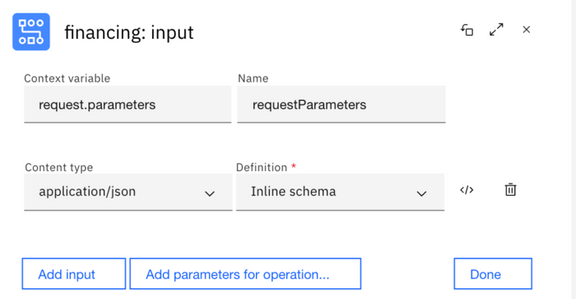 financing: input
Context variable
Name
request.parameters
requestParameters
Content type
Definition *
application/json
Inline schema
</>
Add input
Add parameters for operation...
Done